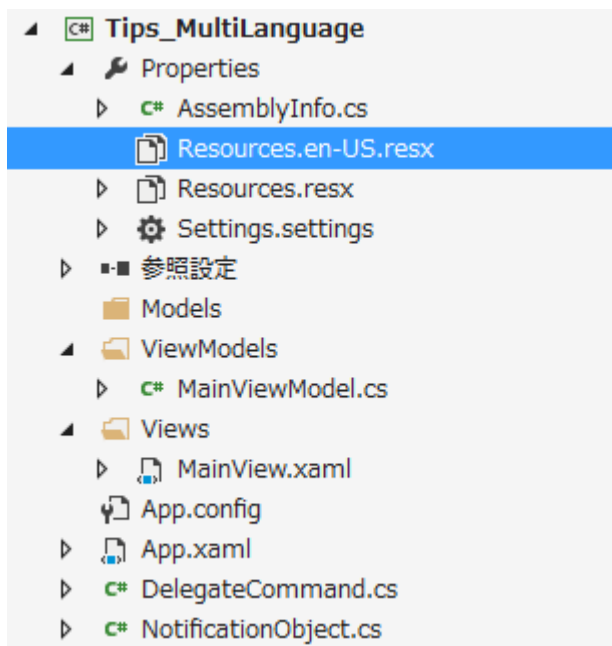 C# Tips_MultiLanguage
Properties
C# AssemblyInfo.cs
Resources.en-US.resx
Resources.resx
Settings.settings
参照設定
Models
ViewModels
C# MainViewModel.cs
Views
MainView.xaml
App.config
App.xaml
C# DelegateCommand.cs
C# NotificationObject.cs